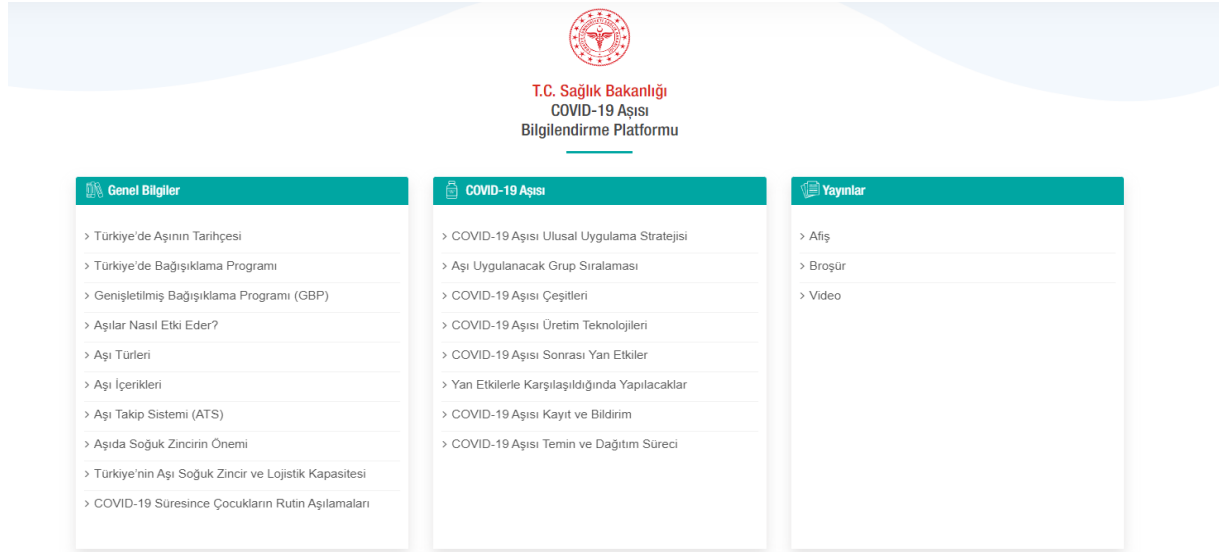 T.C. Sağlık Bakanlığı
COVID-19 Aşısı
Bilgilendirme Platformu
Genel Bilgiler
> Türkiye'de Aşının Tarihçesi
> Türkiye'de Bağışıklama Programı
> Genişletilmiş Bağışıklama Programı (GBP)
> Aşılar Nasıl Etki Eder?
> Aşı Türleri
> Aşı İçerikleri
> Aşı Takip Sistemi (ATS)
> Aşıda Soğuk Zincirin Önemi
> Türkiye'nin Aşı Soğuk Zincir ve Lojistik Kapasitesi
> COVID-19 Süresince Çocukların Rutin Aşılamaları
COVID-19 Aşısı
> COVID-19 Aşısı Ulusal Uygulama Stratejisi
> Aşı Uygulanacak Grup Sıralaması
> COVID-19 Aşısı Çeşitleri
> COVID-19 Aşısı Üretim Teknolojileri
> COVID-19 Aşısı Sonrası Yan Etkiler
> Yan Etkilerle Karşılaşıldığında Yapılacaklar
> COVID-19 Aşısı Kayıt ve Bildirim
> COVID-19 Aşısı Temin ve Dağıtım Süreci
Yayınlar
> Afiş
> Broşür
> Video